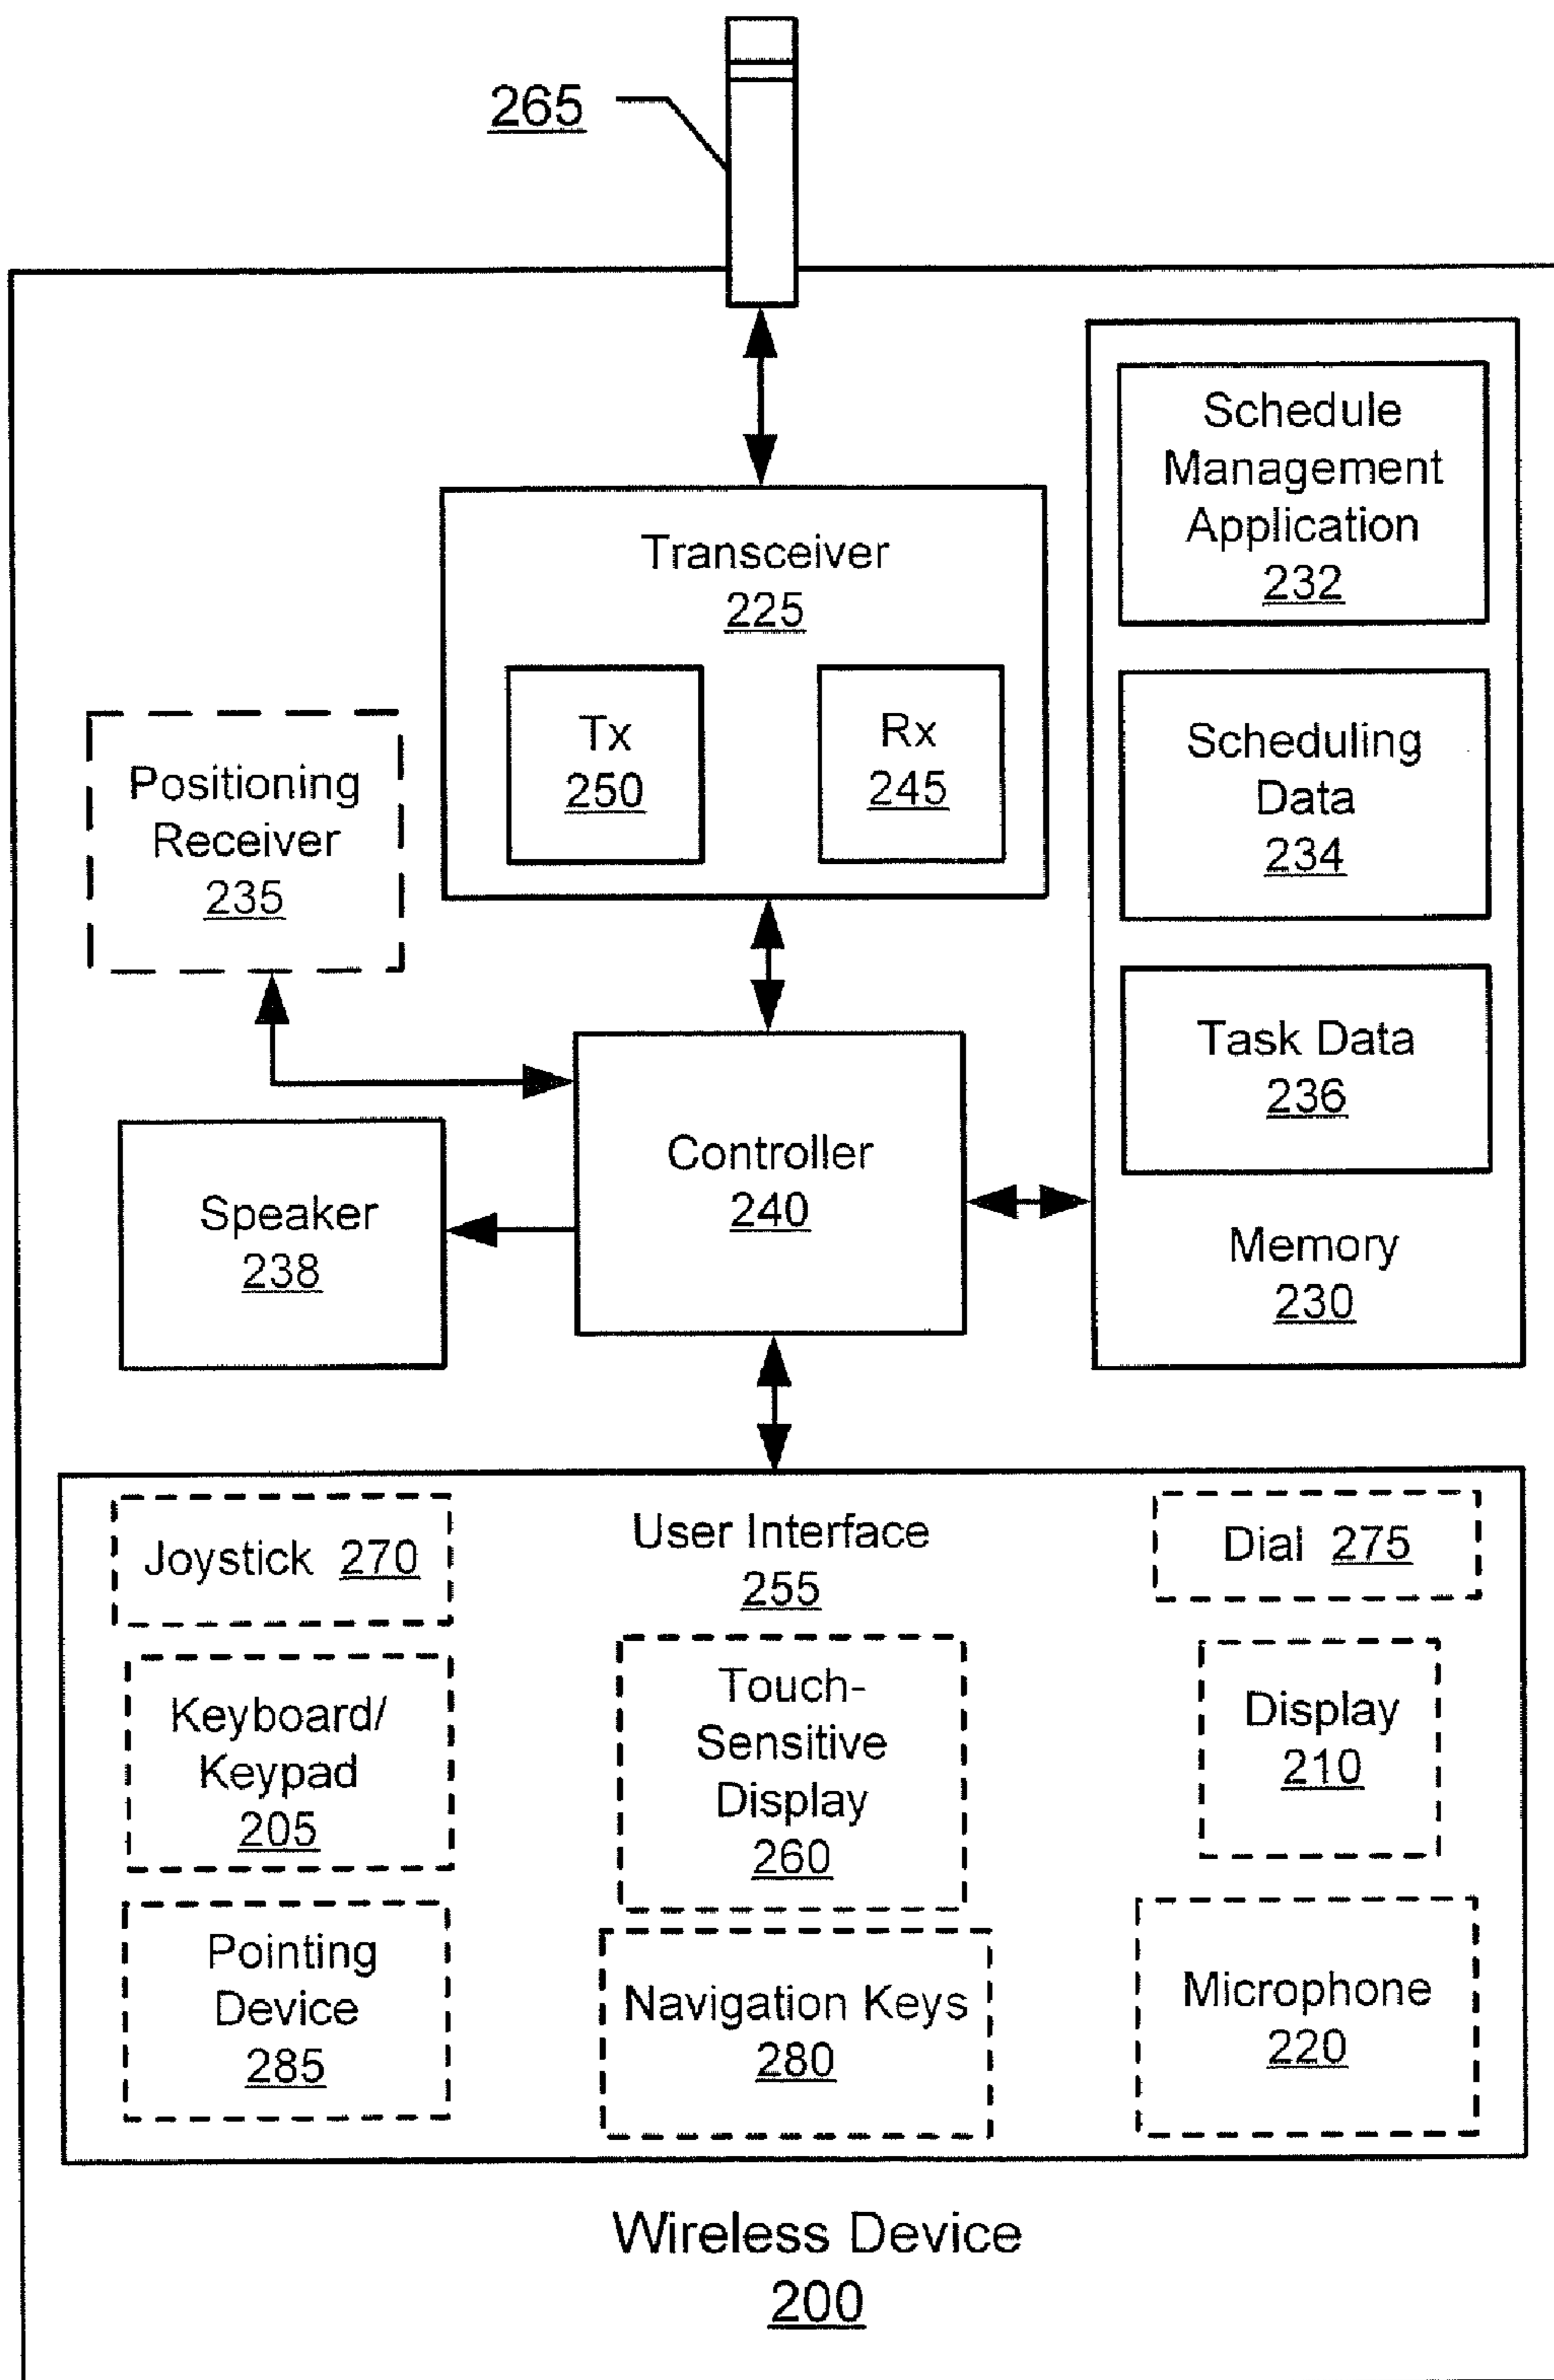 265
Schedule
Management
Application
232
Transceiver
225
Tx
250
Rx
245
Scheduling
Data
234
Positioning
Receiver
235
Task Data
236
Controller
240
Speaker
238
Memory
230
Joystick 270
User Interface
255
Dial 275
Keyboard/
Keypad
205
Touch-
Sensitive
Display
260
Display
210
Pointing
Device
285
Navigation Keys
280
Microphone
220
Wireless Device
200